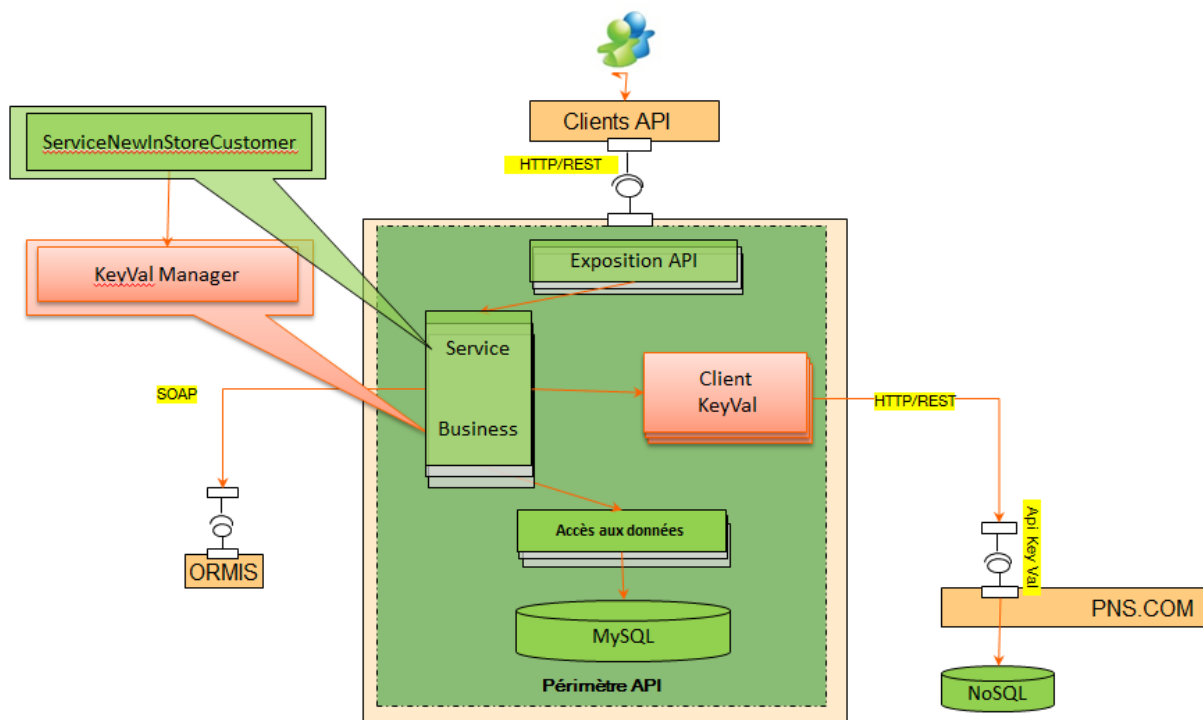 Clients API
HTTP/REST
ServiceNewInStoreCustomer
KeyVal Manager
Exposition API
Service
Business
Client
KeyVal
SOAP
HTTP/REST
Accès aux données
MySQL
Périmètre API
ORMIS
Api Key Val
PNS.COM
NoSQL